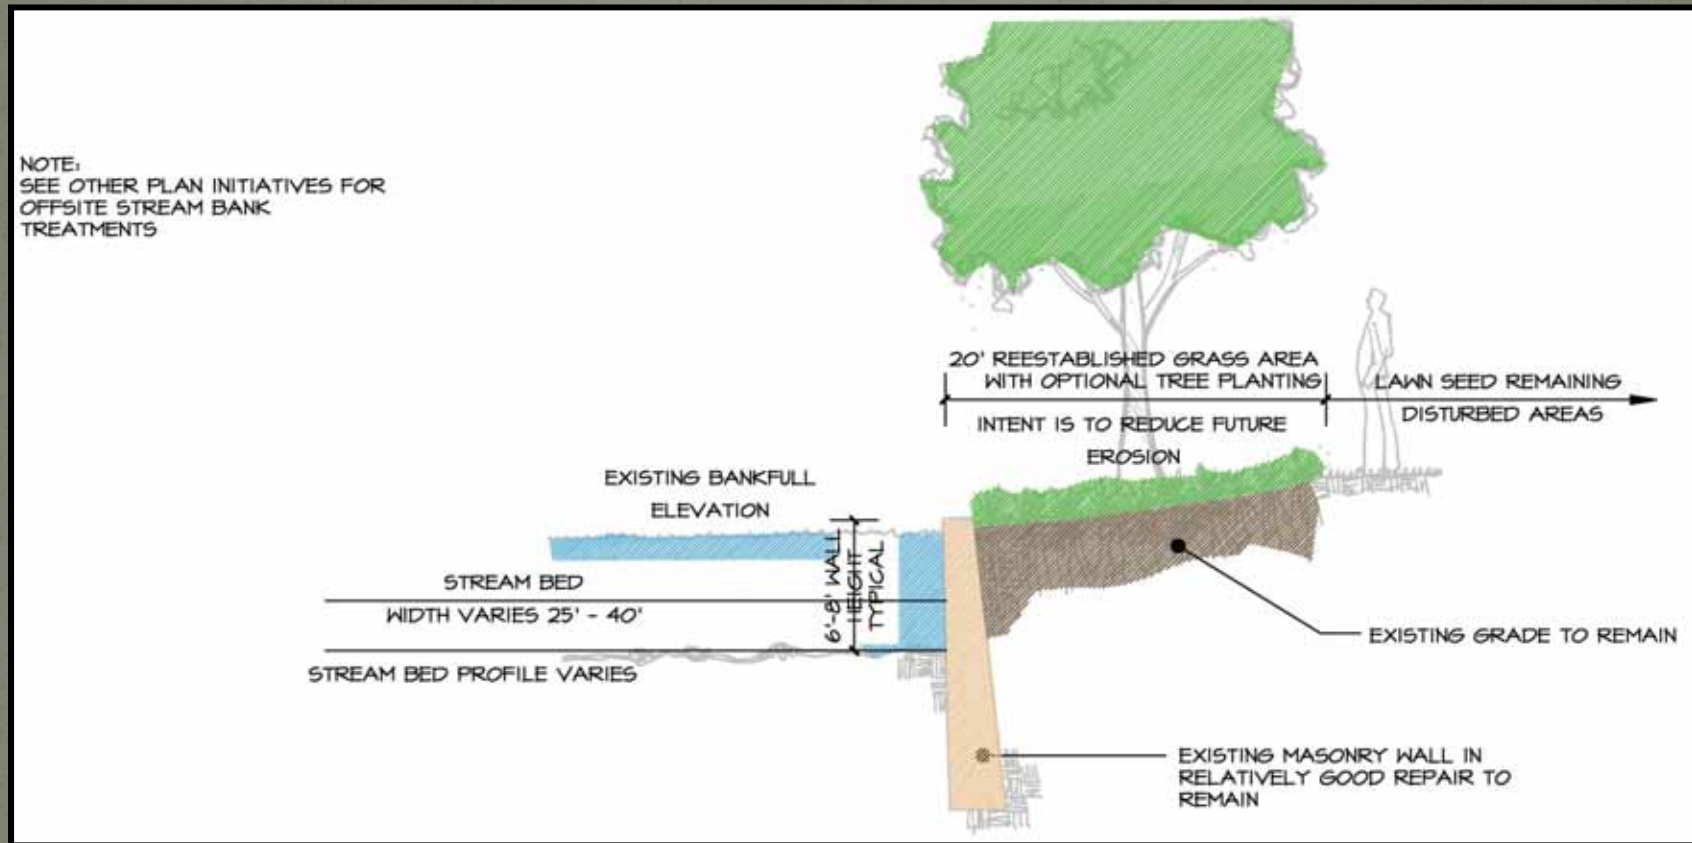 NOTE:
SEE OTHER PLAN INITIATIVES FOR
OFFSITE STREAM BANK
TREATMENTS
20' REESTABLISHED GRASS AREA
WITH OPTIONAL TREE PLANTING
INTENT IS TO REDUCE FUTURE
EROSION
LAWN SEED REMAINING
DISTURBED AREAS
EXISTING BANKFULL
ELEVATION
6'-8' WALL
HEIGHT
TYPICAL
STREAM BED
WIDTH VARIES 25' - 40'
STREAM BED PROFILE VARIES
EXISTING GRADE TO REMAIN
EXISTING MASONRY WALL IN
RELATIVELY GOOD REPAIR TO
REMAIN